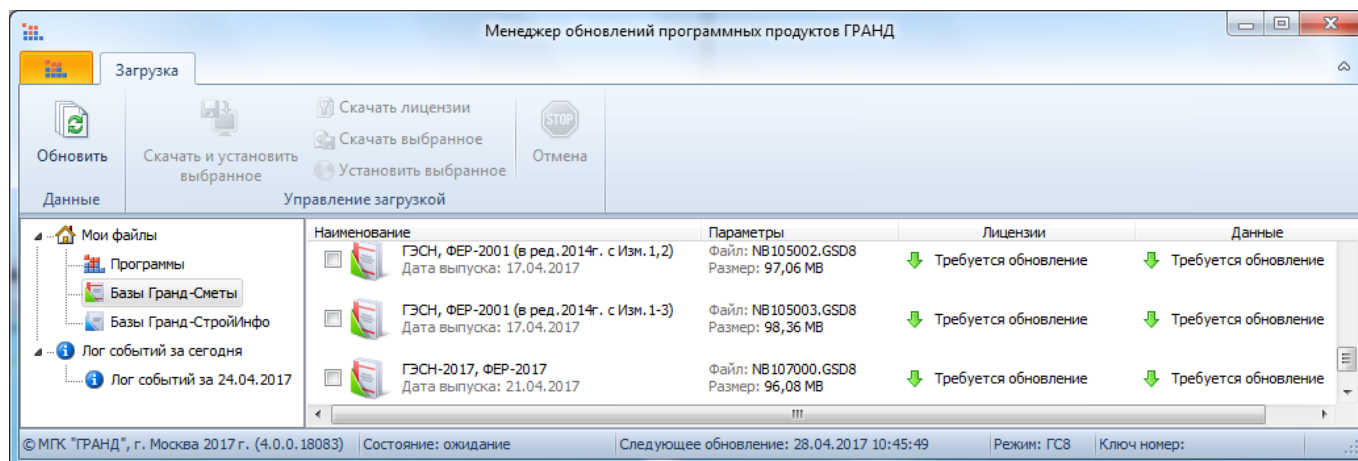 Менеджер обновлений программных продуктов ГРАНД
Загрузка
Обновить
Скачать и установить
выбранное
Скачать лицензии
Скачать выбранное
Установить выбранное
STOP
Отмена
Данные
Управление загрузкой
Мои файлы
Программы
Базы Гранд-Сметы
Базы Гранд-СтройИнфо
Лог событий за сегодня
Лог событий за 24.04.2017
Наименование Параметры Лицензии Данные
ГЭСН, ФЕР-2001 (в ред.2014г. с Изм.1,2) Файл: NB105002.GSD8
Дата выпуска: 17.04.2017 Размер: 97,06 MB Требуется обновление Требуется обновление
ГЭСН, ФЕР-2001 (в ред.2014г. с Изм.1-3) Файл: NB105003.GSD8
Дата выпуска: 17.04.2017 Размер: 98,36 MB Требуется обновление Требуется обновление
ГЭСН-2017, ФЕР-2017 Файл: NB107000.GSD8
Дата выпуска: 21.04.2017 Размер: 96,08 MB Требуется обновление Требуется обновление
© МГК "ГРАНД", г. Москва 2017 г. (4.0.0.18083) Состояние: ожидание Следующее обновление: 28.04.2017 10:45:49 Режим: ГС8 Ключ номер: